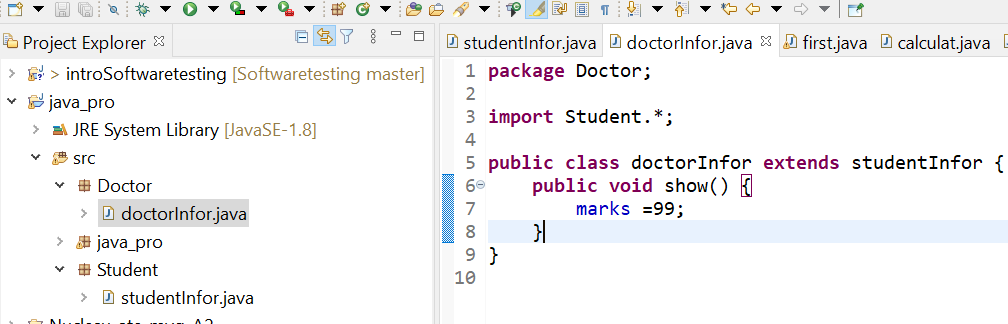 Project Explorer
> introSoftwaretesting [Softwaretesting master]
java_pro
JRE System Library [JavaSE-1.8]
src
Doctor
doctorInfor.java
java_pro
Student
studentInfor.java
studentInfor.java doctorInfor.java first.java calculat.java
1 package Doctor;
2
3 import Student.*;
4
5 public class doctorInfor extends studentInfor {
6 public void show() {
7 marks =99;
8 }
9 }
10